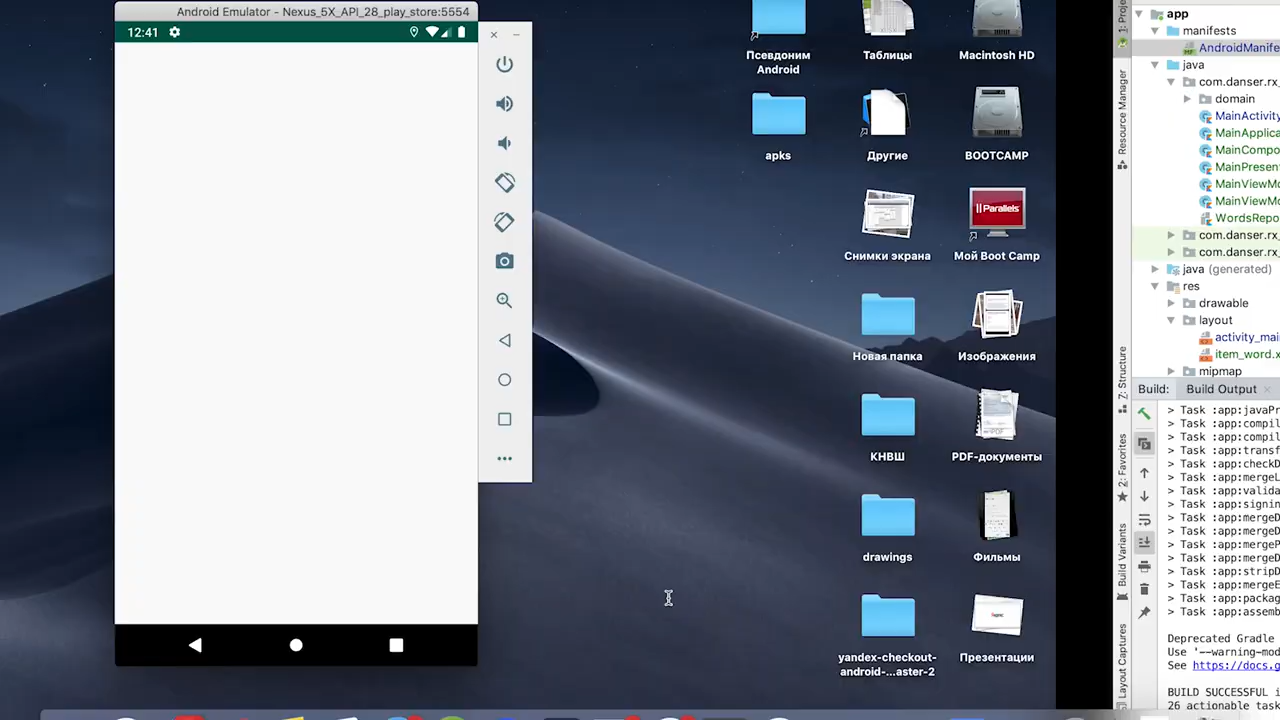 Android Emulator - Nexus_5X_API_28_play_store:5554
12:41
Псевдоним
Android
Таблицы
Macintosh HD
apks
Другие
BOOTCAMP
Parallels
Снимки экрана
Мой Boot Camp
Новая папка
Изображения
КНВШ
PDF-документы
drawings
Фильмы
yandex-checkout-
android-...aster-2
Презентации
1: Proj
Resource Manager
7: Structure
2: Favorites
Build Variants
Layout Captures
app
manifests
AndroidManife
java
com.danser.rx_
domain
MainActivity
MainApplica
MainCompo
MainPresent
MainViewMo
MainViewMo
WordsRepo
com.danser.rx_
com.danser.rx_
java (generated)
res
drawable
layout
activity_mai
item_word.x
mipmap
Build:
Build Output
> Task :app:javaPr
> Task :app:compil
> Task :app:compil
> Task :app:transf
> Task :app:checkD
> Task :app:mergeL
> Task :app:valida
> Task :app:signin
> Task :app:mergeD
> Task :app:mergeD
> Task :app:mergeP
> Task :app:mergeD
> Task :app:stripD
> Task :app:mergeE
> Task :app:packag
> Task :app:assemb
Deprecated Gradle
Use '--warning-mod
See https://docs.g
BUILD SUCCESSFUL i
26 actionable task